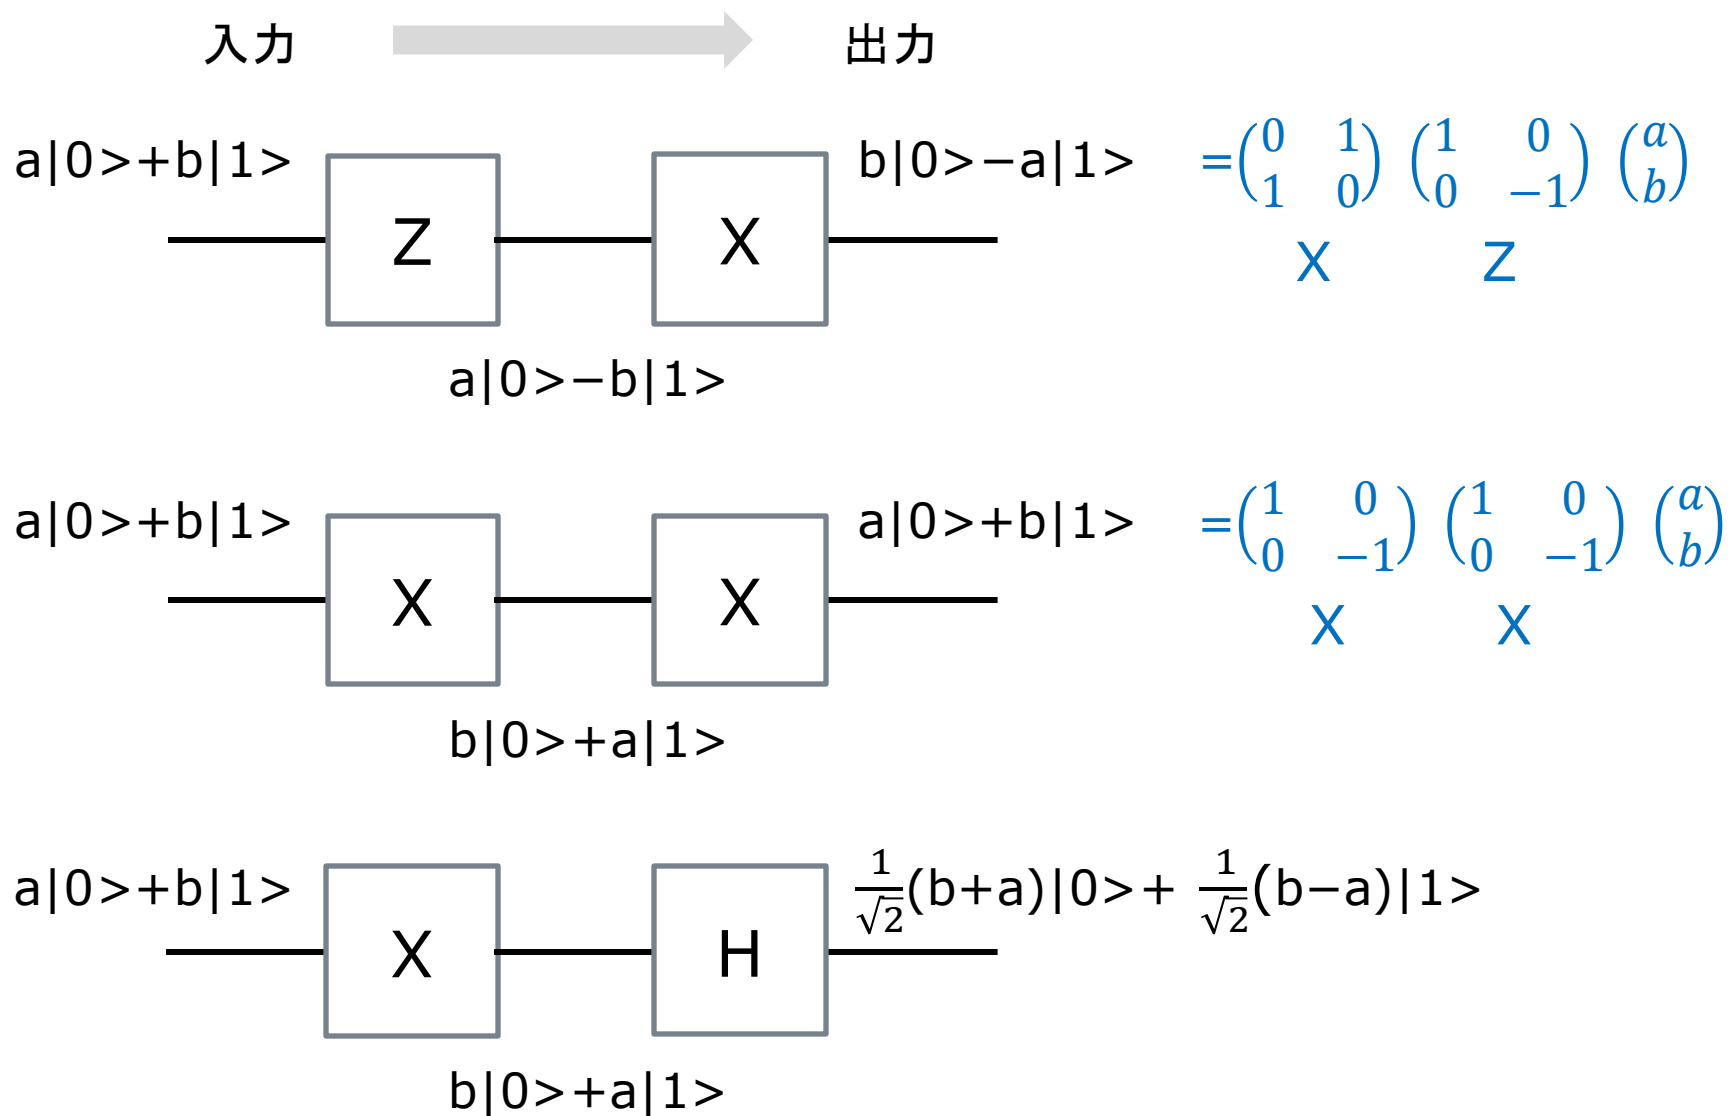 入力 出力
a|0>+b|1> b|0>−a|1> =(0 1 1 0) (1 0 0 −1) (a b)
Z X X Z
a|0>−b|1>
a|0>+b|1> a|0>+b|1> =(1 0 0 −1) (1 0 0 −1) (a b)
X X X X
b|0>+a|1>
a|0>+b|1> 1/√2(b+a)|0>+ 1/√2(b−a)|1>
X H
b|0>+a|1>